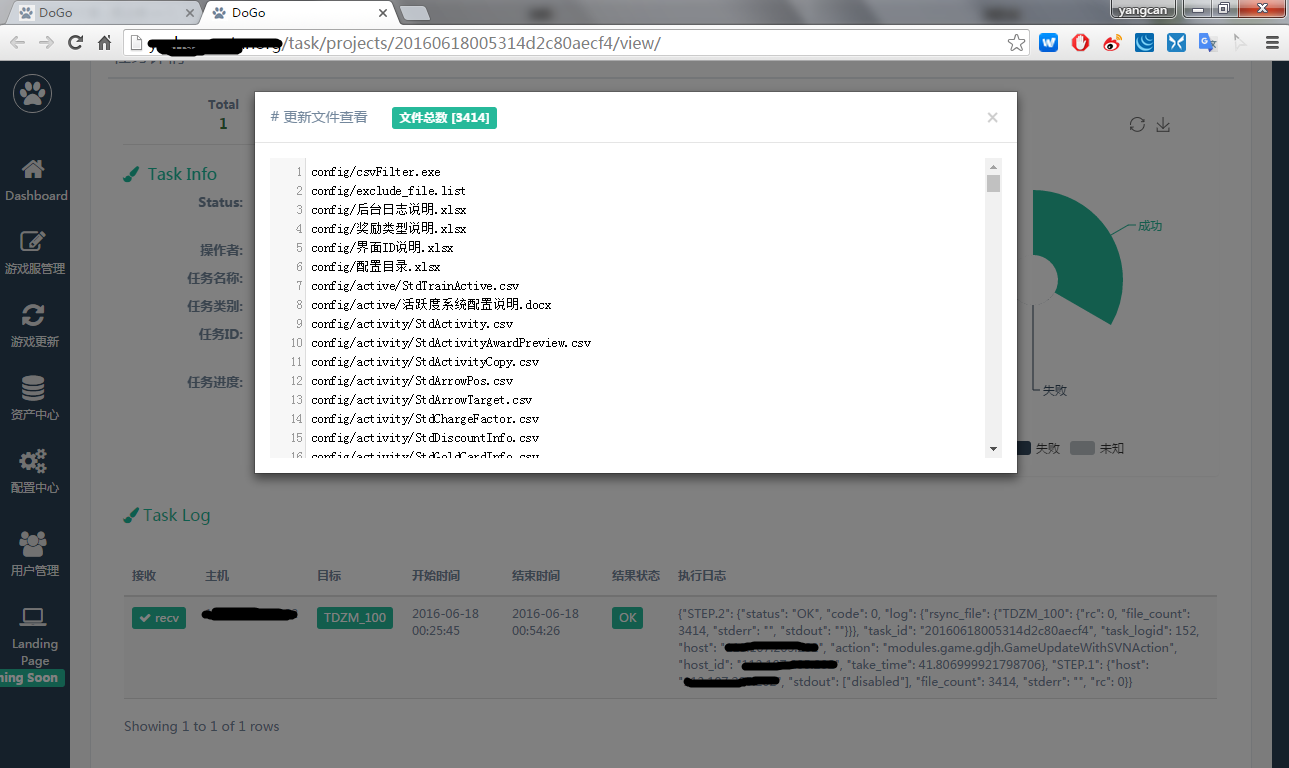 DoGo
DoGo
yangcan
/task/projects/20160618005314d2c80aecf4/view/
Total
1
# 更新文件查看
文件总数 [3414]
×
1 config/csvFilter.exe
2 config/exclude_file.list
3 config/后台日志说明.xlsx
4 config/奖励类型说明.xlsx
5 config/界面ID说明.xlsx
6 config/配置目录.xlsx
7 config/active/StdTrainActive.csv
8 config/active/活跃度系统配置说明.docx
9 config/activity/StdActivity.csv
10 config/activity/StdActivityAwardPreview.csv
11 config/activity/StdActivityCopy.csv
12 config/activity/StdArrowPos.csv
13 config/activity/StdArrowTarget.csv
14 config/activity/StdChargeFactor.csv
15 config/activity/StdDiscountInfo.csv
16 config/activity/StdGoldCardInfo.csv
Dashboard
游戏服管理
游戏更新
资产中心
配置中心
用户管理
Landing
Page
ning Soon
Task Info
Status:
操作者:
任务名称:
任务类别:
任务ID:
任务进度:
成功
失败
失败
未知
Task Log
接收 主机 目标 开始时间 结束时间 结果状态 执行日志
recv
TDZM_100
2016-06-18
00:25:45
2016-06-18
00:54:26
OK
{"STEP.2": {"status": "OK", "code": 0, "log": {"rsync_file": {"TDZM_100": {"rc": 0, "file_count":
3414, "stderr": "", "stdout": ""}}}, "task_id": "20160618005314d2c80aecf4", "task_logid": 152,
"host": " ", "action": "modules.game.gdjh.GameUpdateWithSVNAction",
"host_id": " ", "take_time": 41.806999921798706}, "STEP.1": {"host":
" ", "stdout": ["disabled"], "file_count": 3414, "stderr": "", "rc": 0}}
Showing 1 to 1 of 1 rows